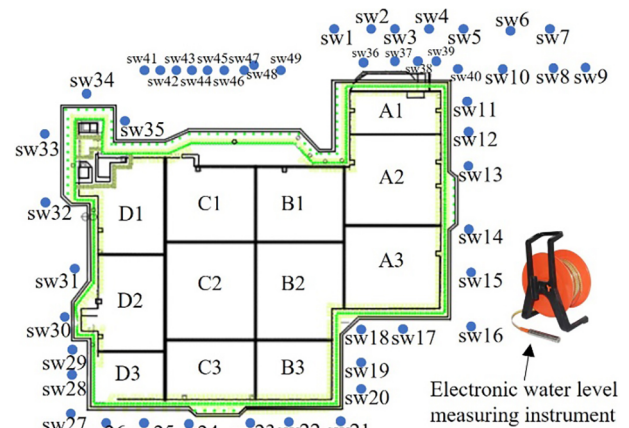 sw2 sw4 sw6
sw1 sw3 sw5 sw7
sw36 sw37 sw39
sw38
sw41 sw43 sw45 sw47 sw49
sw42 sw44 sw46 sw48
sw40 sw10 sw8 sw9
sw34
sw11
A1
sw35
sw12
sw33
sw13
A2
sw32
D1 C1 B1
sw14
A3
sw31
sw15
D2 C2 B2
sw30
sw18 sw17 sw16
sw29
D3 C3 B3
sw19
sw28
sw20
Electronic water level
measuring instrument
sw27